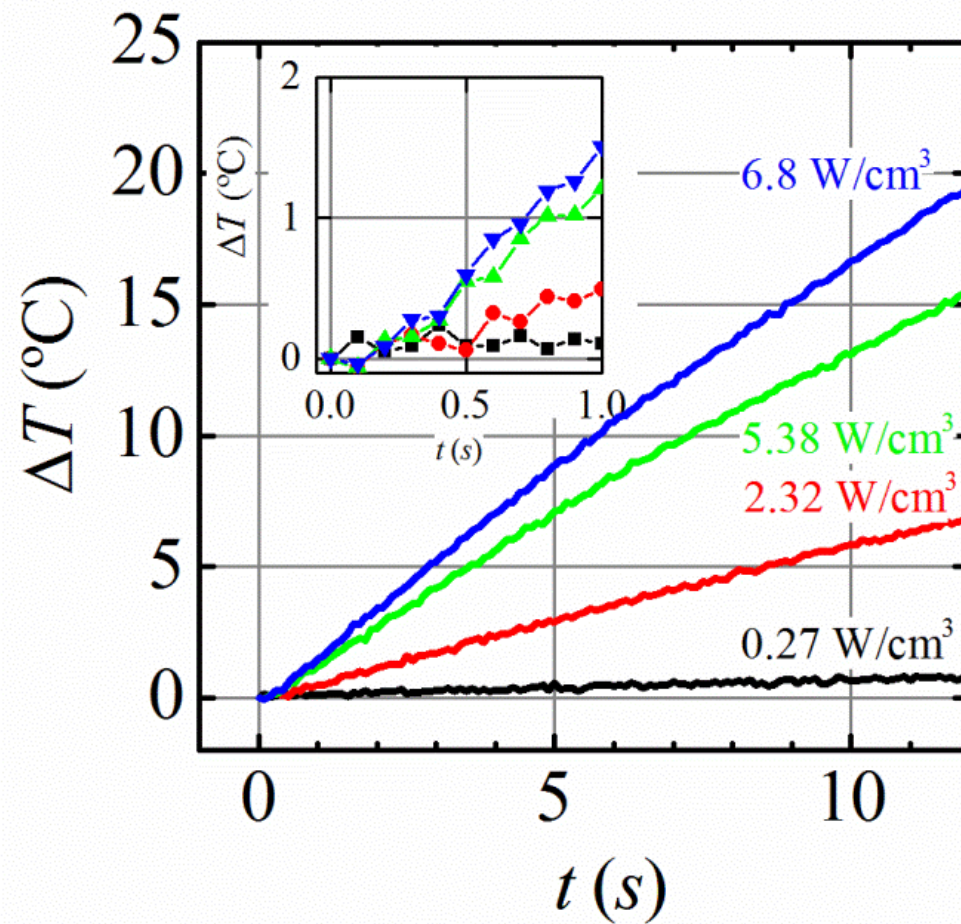 25
20
15
10
5
0
ΔT (ºC)
2
1
0
ΔT (ºC)
0.0 0.5 1.0
t (s)
6.8 W/cm³
5.38 W/cm³
2.32 W/cm³
0.27 W/cm³
0 5 10
t (s)